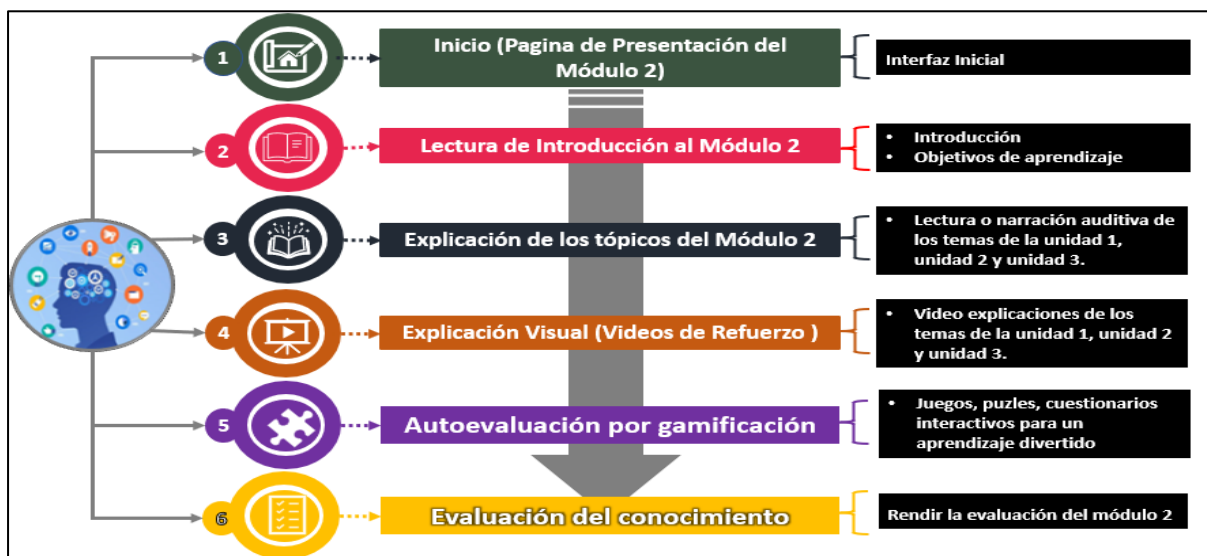 1
Inicio (Pagina de Presentación del
Módulo 2)
Interfaz Inicial
2
Lectura de Introducción al Módulo 2
• Introducción
• Objetivos de aprendizaje
3
Explicación de los tópicos del Módulo 2
• Lectura o narración auditiva de
los temas de la unidad 1,
unidad 2 y unidad 3.
4
Explicación Visual (Videos de Refuerzo )
• Video explicaciones de los
temas de la unidad 1, unidad 2
y unidad 3.
5
Autoevaluación por gamificación
• Juegos, puzles, cuestionarios
interactivos para un
aprendizaje divertido
6
Evaluación del conocimiento
Rendir la evaluación del módulo 2